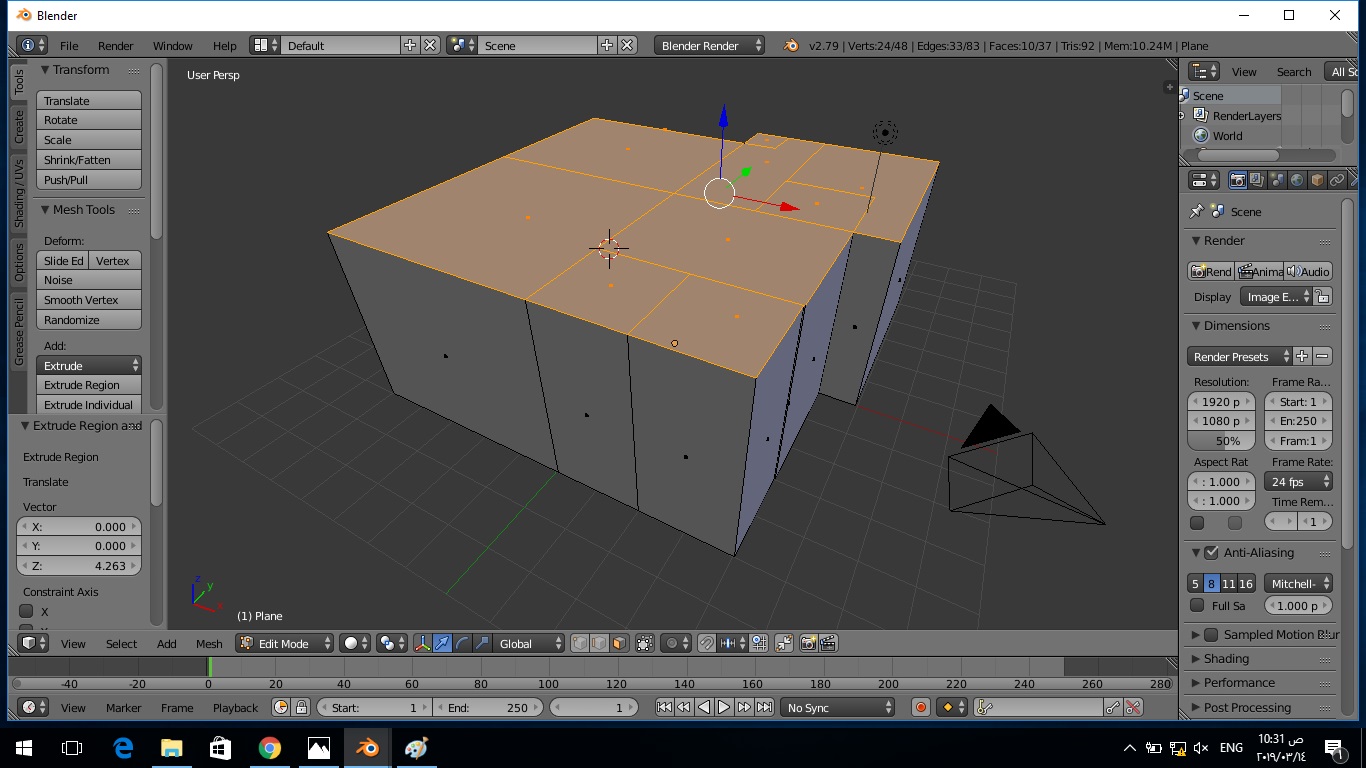 Blender
File Render Window Help Default Scene Blender Render v2.79 | Verts:24/48 | Edges:33/83 | Faces:10/37 | Tris:92 | Mem:10.24M | Plane
Tools
Create
Shading / UVs
Options
Grease Pencil
Transform
Translate
Rotate
Scale
Shrink/Fatten
Push/Pull
Mesh Tools
Deform:
Slide Ed Vertex
Noise
Smooth Vertex
Randomize
Add:
Extrude
Extrude Region
Extrude Individual
Extrude Region and
Extrude Region
Translate
Vector
X: 0.000
Y: 0.000
Z: 4.263
Constraint Axis
X
User Persp
z
y
x
(1) Plane
View Search All Sc
Scene
RenderLayers
World
Scene
Render
Rend Anima Audio
Display Image E...
Dimensions
Render Presets
Resolution: Frame Ra...
1920 p Start: 1
1080 p En:250
50% Fram:1
Aspect Rat Frame Rate:
: 1.000 24 fps
: 1.000 Time Rem...
1
Anti-Aliasing
5 8 11 16 Mitchell-
Full Sa 1.000 p
Sampled Motion Blur
Shading
Performance
Post Processing
View Select Add Mesh Edit Mode Global
-40 -20 0 20 40 60 80 100 120 140 160 180 200 220 240 260 280
View Marker Frame Playback Start: 1 End: 250 1 No Sync
ENG
10:31 ص
٢٠١٩/٠٣/١٤
1